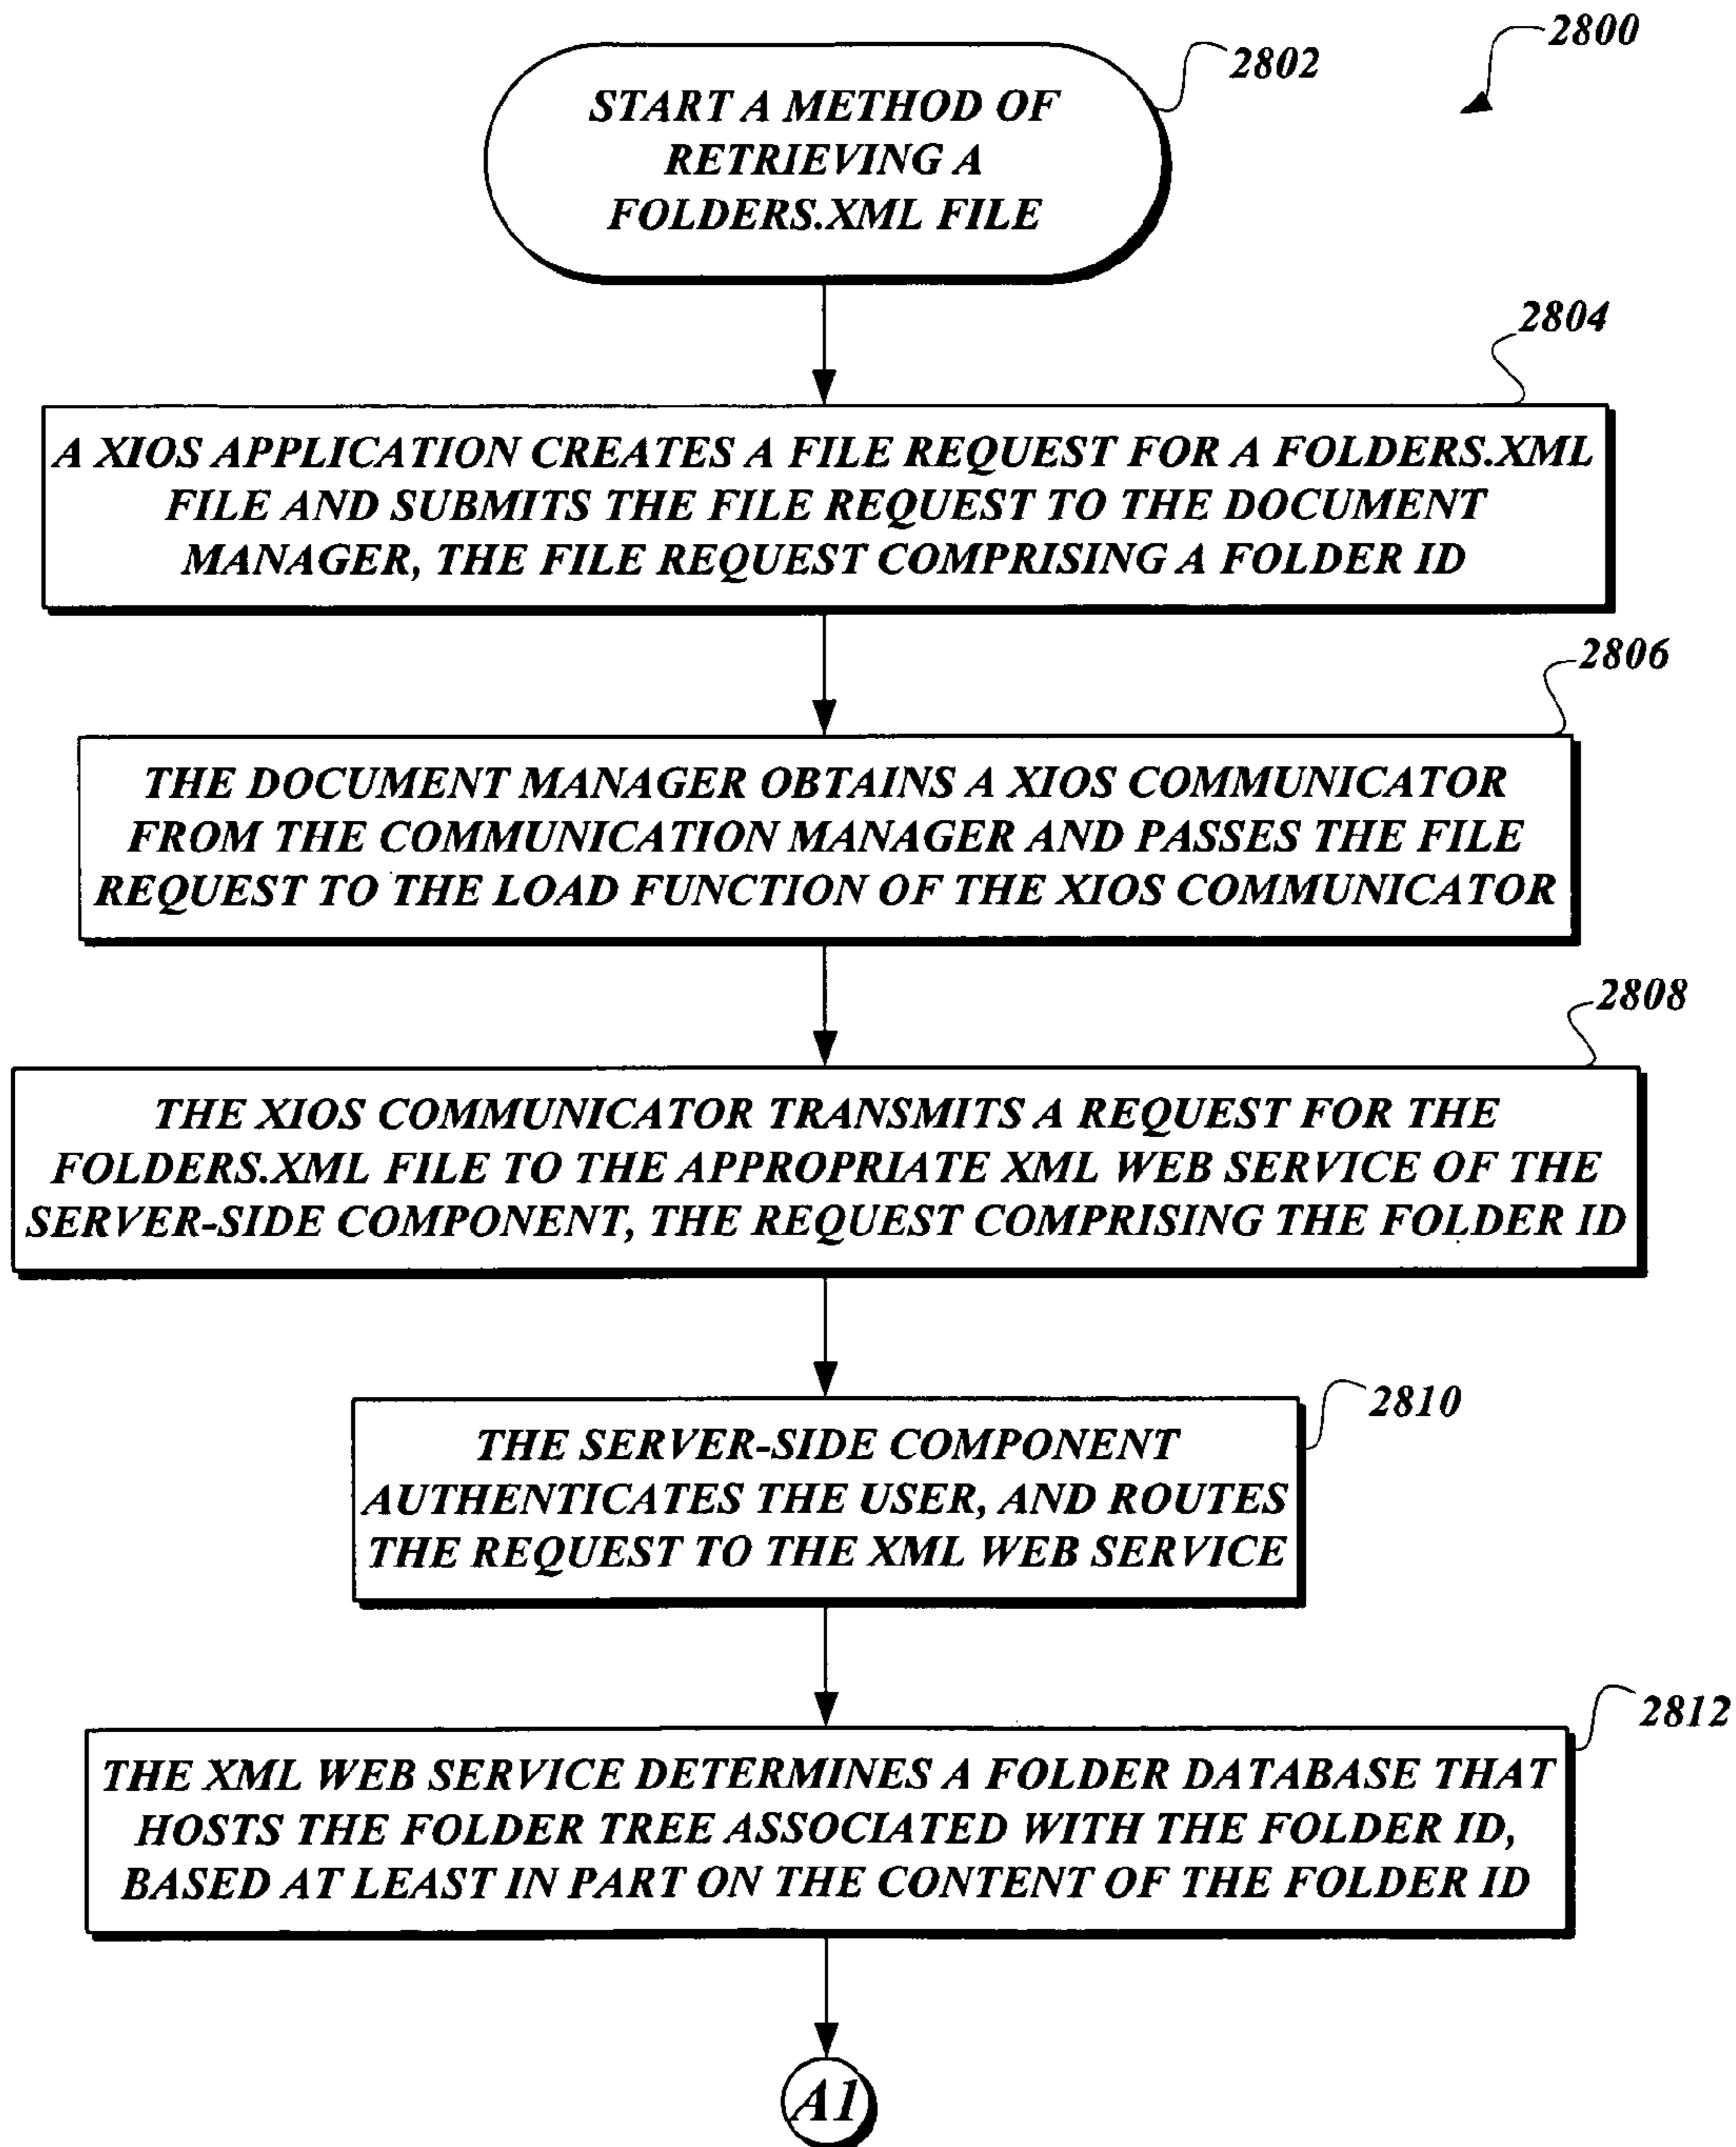 2800
2802
START A METHOD OF
RETRIEVING A
FOLDERS.XML FILE
2804
A XIOS APPLICATION CREATES A FILE REQUEST FOR A FOLDERS.XML
FILE AND SUBMITS THE FILE REQUEST TO THE DOCUMENT
MANAGER, THE FILE REQUEST COMPRISING A FOLDER ID
2806
THE DOCUMENT MANAGER OBTAINS A XIOS COMMUNICATOR
FROM THE COMMUNICATION MANAGER AND PASSES THE FILE
REQUEST TO THE LOAD FUNCTION OF THE XIOS COMMUNICATOR
2808
THE XIOS COMMUNICATOR TRANSMITS A REQUEST FOR THE
FOLDERS.XML FILE TO THE APPROPRIATE XML WEB SERVICE OF THE
SERVER-SIDE COMPONENT, THE REQUEST COMPRISING THE FOLDER ID
2810
THE SERVER-SIDE COMPONENT
AUTHENTICATES THE USER, AND ROUTES
THE REQUEST TO THE XML WEB SERVICE
2812
THE XML WEB SERVICE DETERMINES A FOLDER DATABASE THAT
HOSTS THE FOLDER TREE ASSOCIATED WITH THE FOLDER ID,
BASED AT LEAST IN PART ON THE CONTENT OF THE FOLDER ID
A1